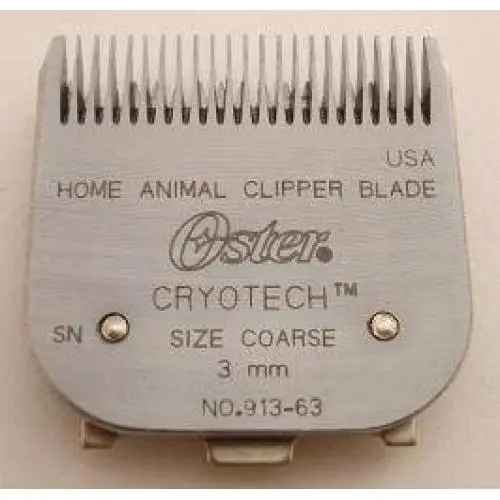 USA
HOME ANIMAL CLIPPER BLADE
Oster®
CRYOTECH™
SN SIZE COARSE
3 mm
NO.913-63